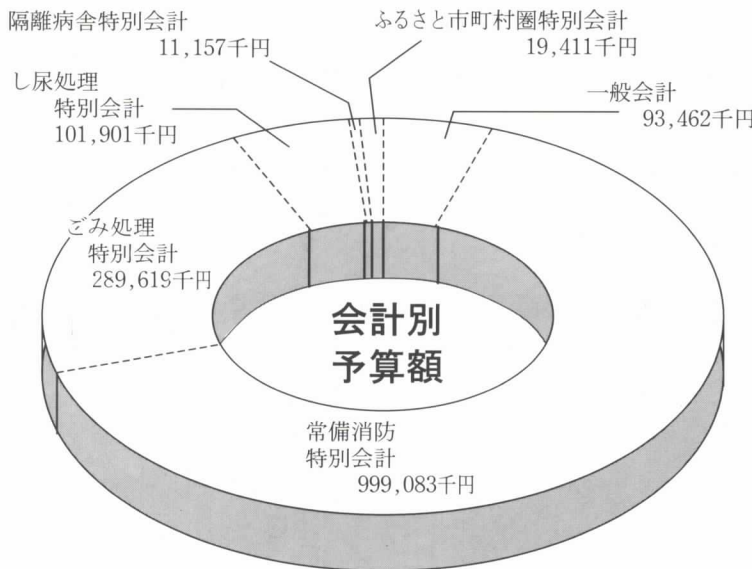 隔離病舎特別会計
11,157千円
ふるさと市町村圏特別会計
19,411千円
し尿処理
特別会計
101,901千円
一般会計
93,462千円
ごみ処理
特別会計
289,619千円
会計別
予算額
常備消防
特別会計
999,083千円